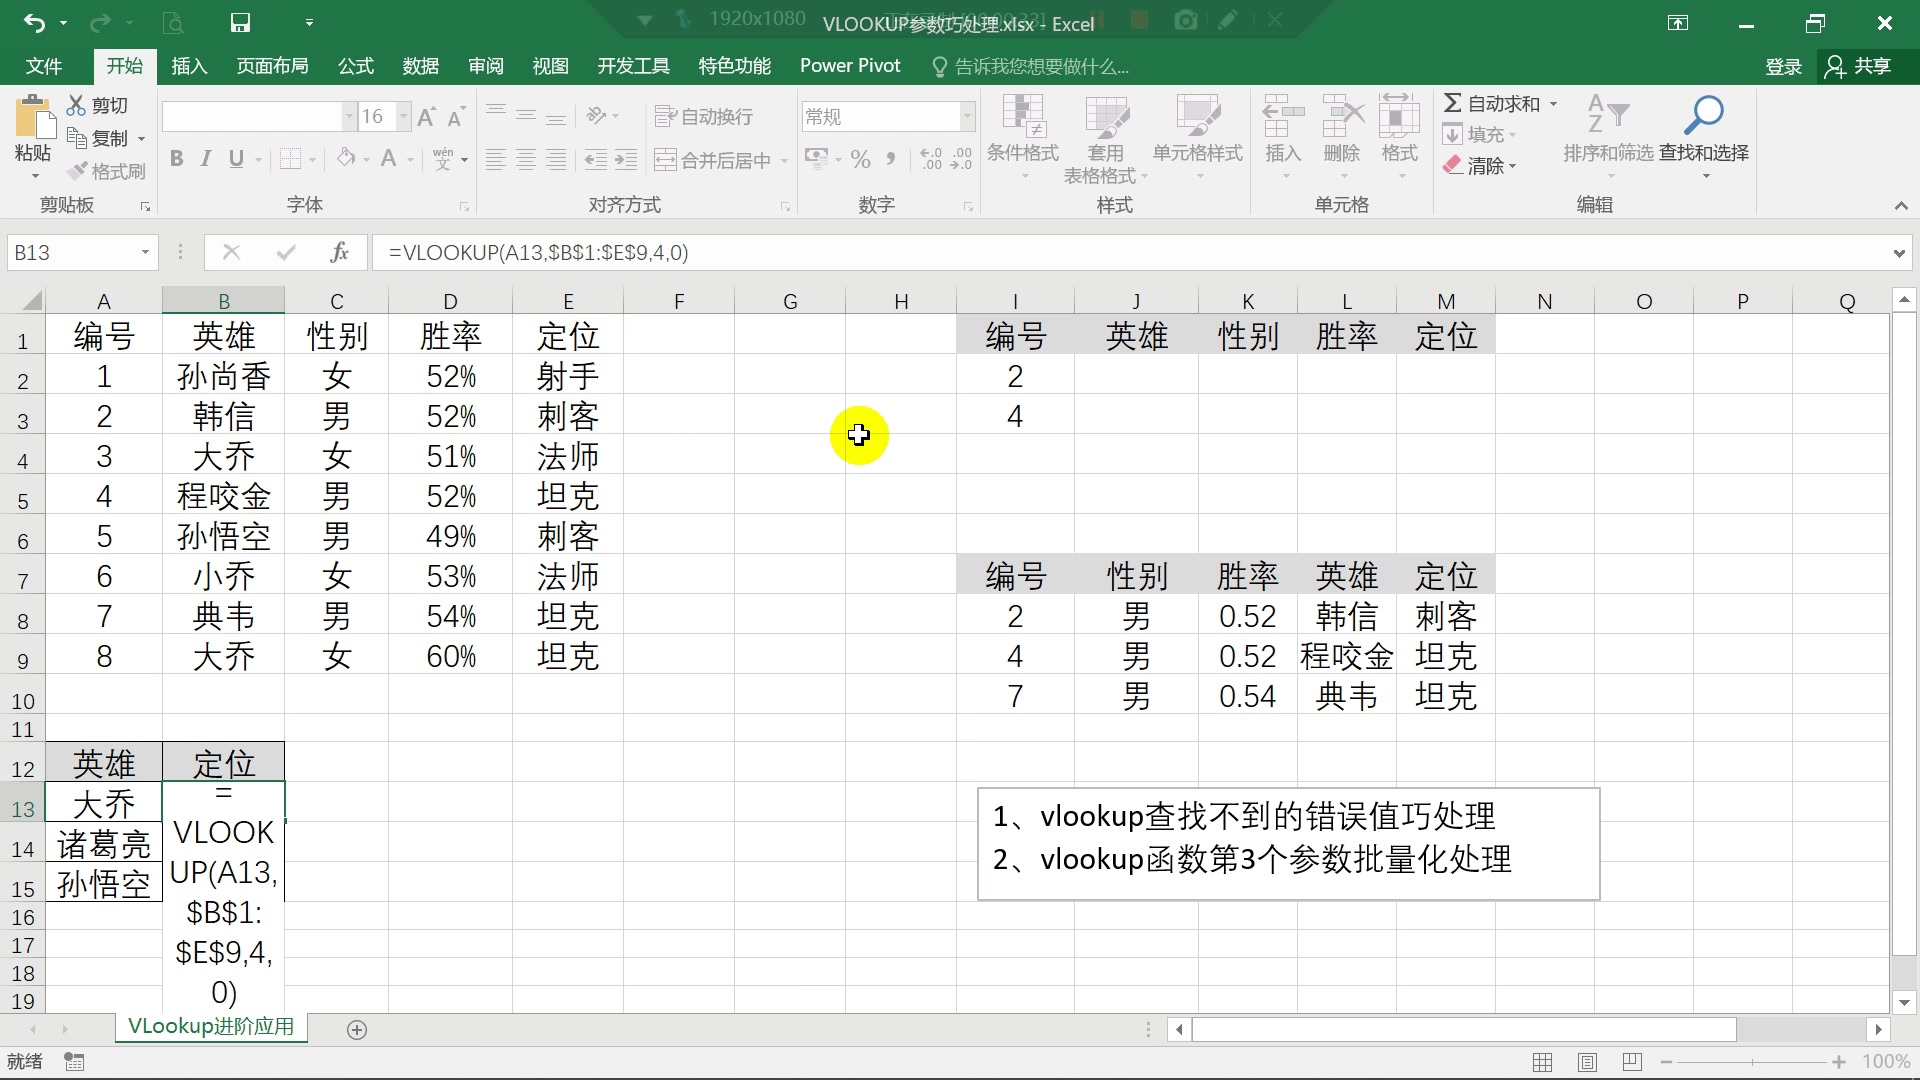 1920x1080
VLOOKUP参数巧处理.xlsx - Excel
文件 开始 插入 页面布局 公式 数据 审阅 视图 开发工具 特色功能 Power Pivot 告诉我您想要做什么... 登录 共享
粘贴 剪切 复制 格式刷 剪贴板
16 B I U A wén 文 字体
自动换行 合并后居中 对齐方式
常规 % 数字
条件格式 套用表格格式 单元格样式 样式
插入 删除 格式 单元格
自动求和 填充 清除 排序和筛选 查找和选择 编辑
B13 fx =VLOOKUP(A13,$B$1:$E$9,4,0)
A B C D E F G H I J K L M N O P Q
1 编号 英雄 性别 胜率 定位 编号 英雄 性别 胜率 定位
2 1 孙尚香 女 52% 射手 2
3 2 韩信 男 52% 刺客 4
4 3 大乔 女 51% 法师
5 4 程咬金 男 52% 坦克
6 5 孙悟空 男 49% 刺客
7 6 小乔 女 53% 法师 编号 性别 胜率 英雄 定位
8 7 典韦 男 54% 坦克 2 男 0.52 韩信 刺客
9 8 大乔 女 60% 坦克 4 男 0.52 程咬金 坦克
10 7 男 0.54 典韦 坦克
11
12 英雄 定位
13 大乔 =
VLOOK
14 诸葛亮
UP(A13,
15 孙悟空
$B$1:
16
$E$9,4,
17
0)
18
19
1、vlookup查找不到的错误值巧处理
2、vlookup函数第3个参数批量化处理
VLookup进阶应用
就绪 100%